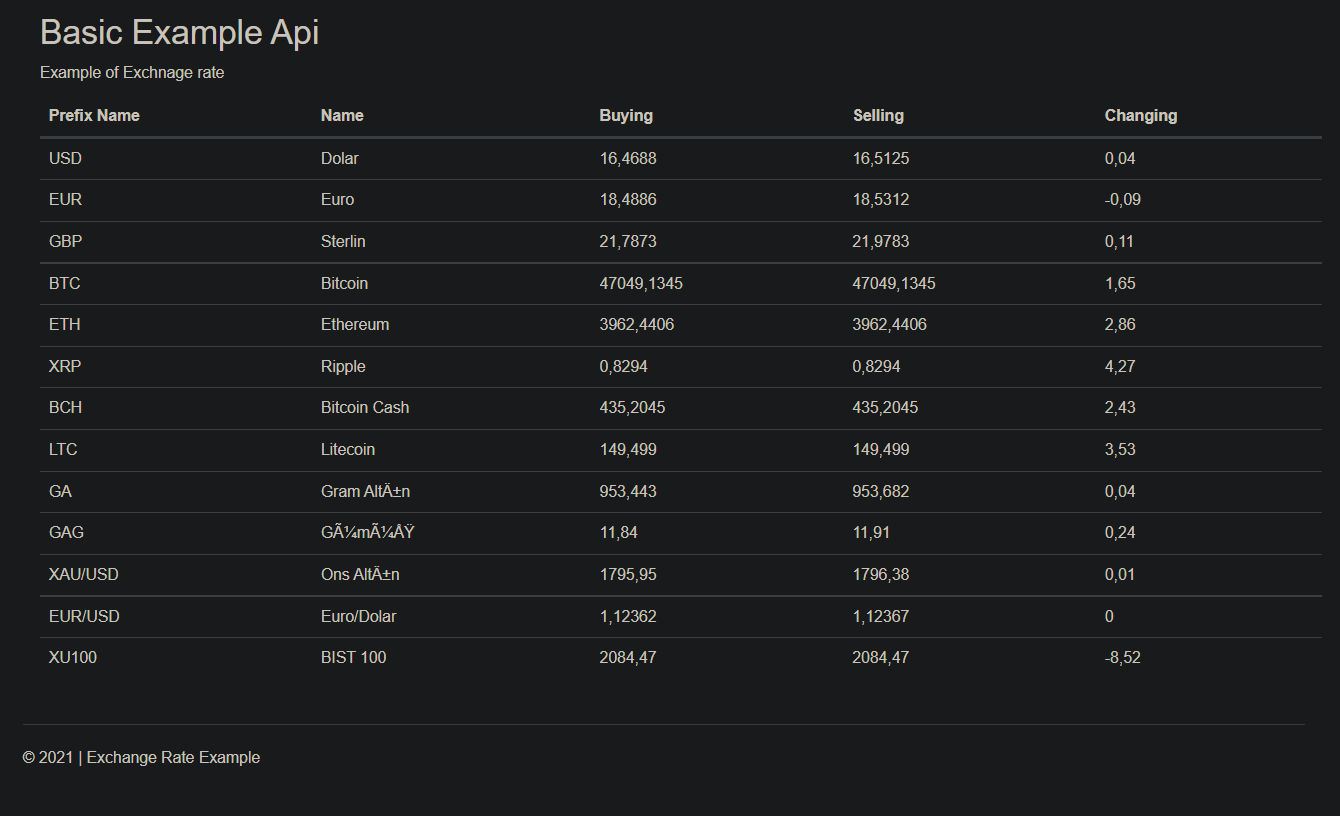 Basic Example Api
Example of Exchnage rate
Prefix Name Name Buying Selling Changing
USD Dolar 16,4688 16,5125 0,04
EUR Euro 18,4886 18,5312 -0,09
GBP Sterlin 21,7873 21,9783 0,11
BTC Bitcoin 47049,1345 47049,1345 1,65
ETH Ethereum 3962,4406 3962,4406 2,86
XRP Ripple 0,8294 0,8294 4,27
BCH Bitcoin Cash 435,2045 435,2045 2,43
LTC Litecoin 149,499 149,499 3,53
GA Gram AltÄ±n 953,443 953,682 0,04
GAG GÃ¼mÃ¼ÅŸ 11,84 11,91 0,24
XAU/USD Ons AltÄ±n 1795,95 1796,38 0,01
EUR/USD Euro/Dolar 1,12362 1,12367 0
XU100 BIST 100 2084,47 2084,47 -8,52
© 2021 | Exchange Rate Example